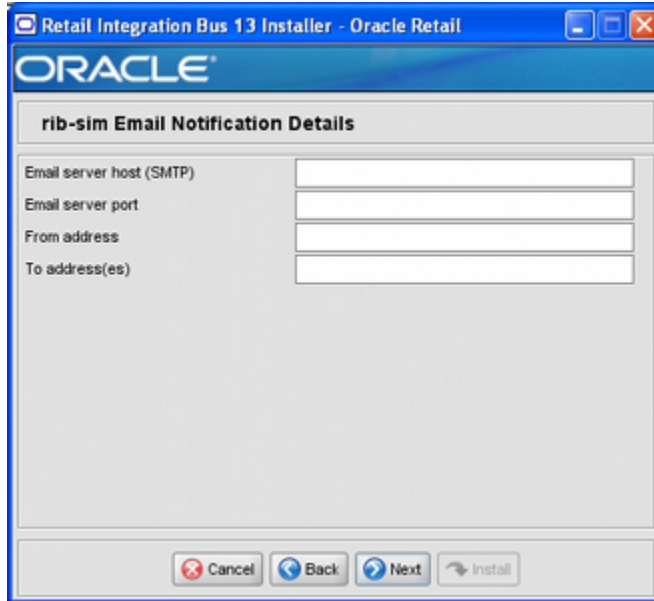 Retail Integration Bus 13 Installer - Oracle Retail
ORACLE®
rib-sim Email Notification Details
Email server host (SMTP)
Email server port
From address
To address(es)
Cancel Back Next Install